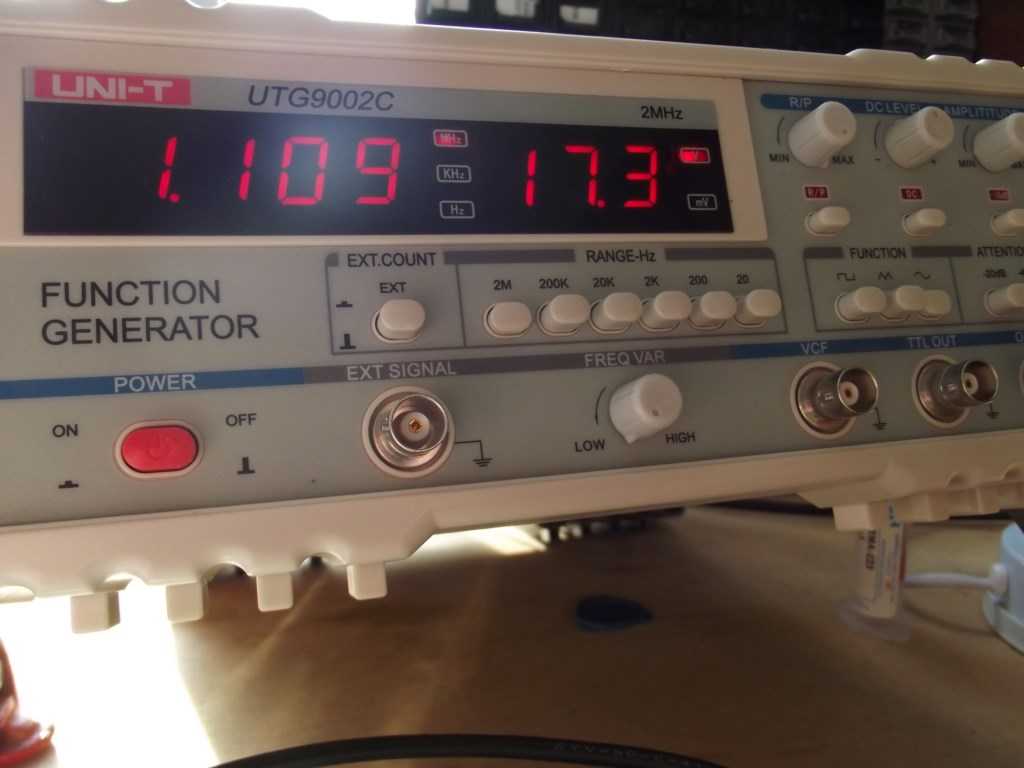 UNI-T
UTG9002C
2MHz
1.109
MHz
KHz
Hz
17.3
V
mV
R/P
DC LEVEL
MIN
MAX
-
+
MIN
R/P
DC
FUNCTION
GENERATOR
EXT.COUNT
EXT
RANGE-Hz
2M
200K
20K
2K
200
20
FUNCTION
-20dB
POWER
ON
OFF
EXT SIGNAL
FREQ VAR
LOW
HIGH
VCF
TTL OUT